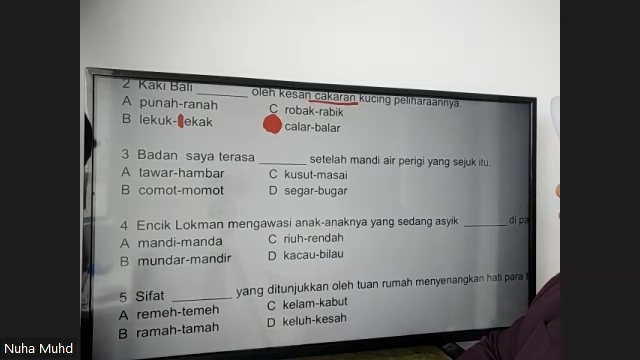 2 Kaki Bali ________ oleh kesan cakaran kucing peliharaannya.
A punah-ranah C robak-rabik
B lekuk-lekak calar-balar
3 Badan saya terasa ________ setelah mandi air perigi yang sejuk itu.
A tawar-hambar C kusut-masai
B comot-momot D segar-bugar
4 Encik Lokman mengawasi anak-anaknya yang sedang asyik ________ di pa
A mandi-manda C riuh-rendah
B mundar-mandir D kacau-bilau
5 Sifat ________ yang ditunjukkan oleh tuan rumah menyenangkan hati para
A remeh-temeh C kelam-kabut
B ramah-tamah D keluh-kesah
Nuha Muhd